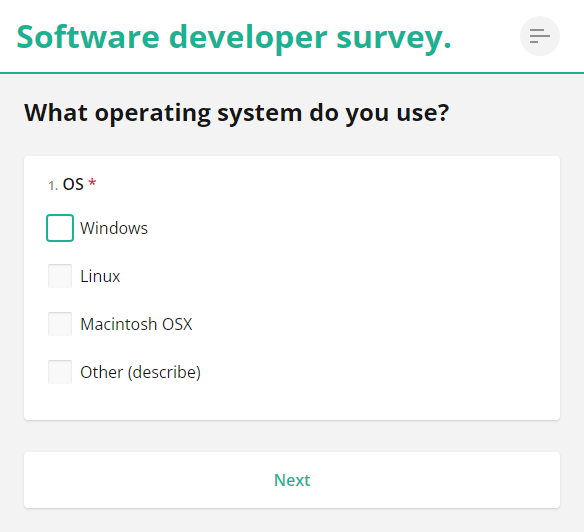 Software developer survey.
What operating system do you use?
1. OS *
Windows
Linux
Macintosh OSX
Other (describe)
Next